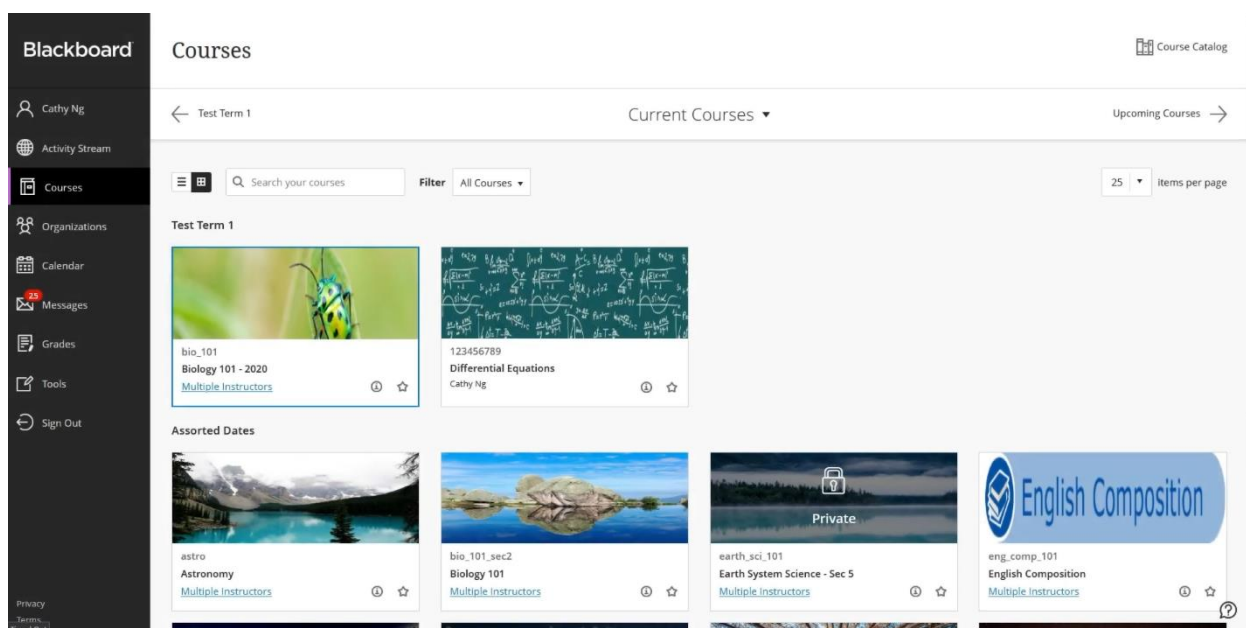 Blackboard
Cathy Ng
Activity Stream
Courses
Organizations
Calendar
25
Messages
Grades
Tools
Sign Out
Privacy
Terms
Courses
Course Catalog
Test Term 1
Current Courses
Upcoming Courses
Search your courses
Filter
All Courses
25
items per page
Test Term 1
bio_101
Biology 101 - 2020
Multiple Instructors
123456789
Differential Equations
Cathy Ng
Assorted Dates
astro
Astronomy
Multiple Instructors
bio_101_sec2
Biology 101
Multiple Instructors
Private
earth_sci_101
Earth System Science - Sec 5
Multiple Instructors
English Composition
eng_comp_101
English Composition
Multiple Instructors